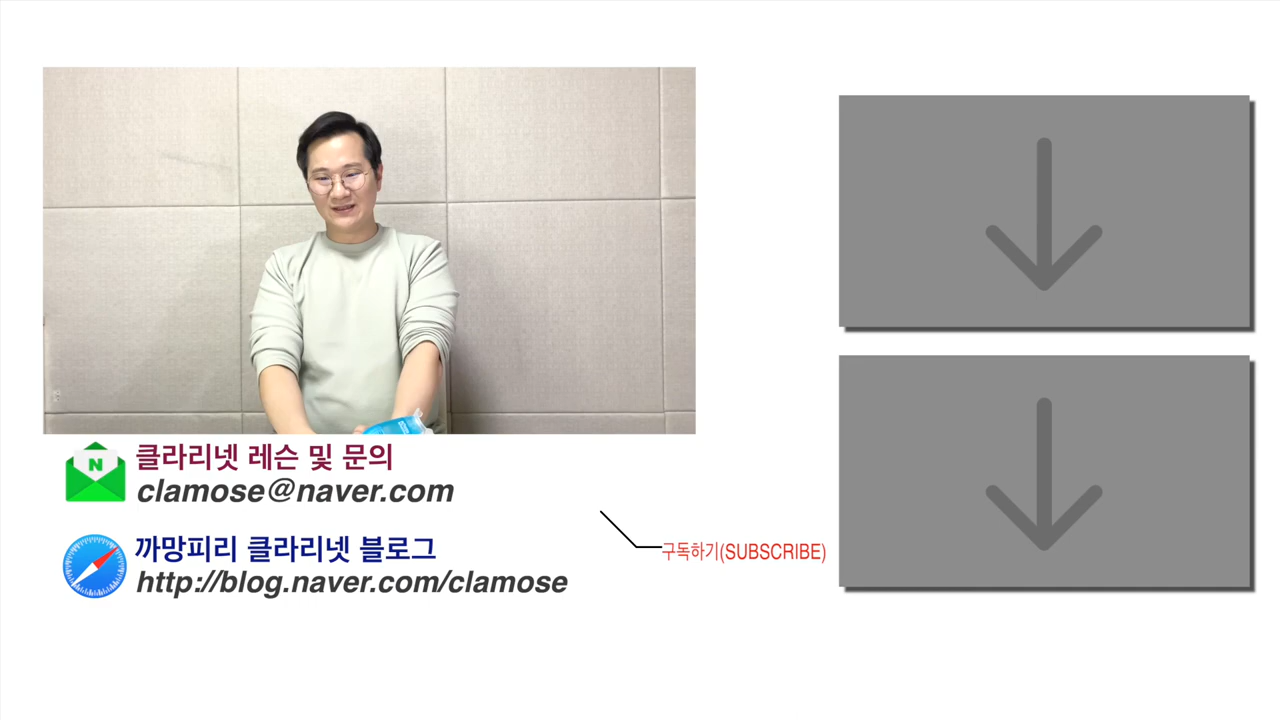 N
클라리넷 레슨 및 문의
clamose@naver.com
까망피리 클라리넷 블로그
http://blog.naver.com/clamose
구독하기(SUBSCRIBE)